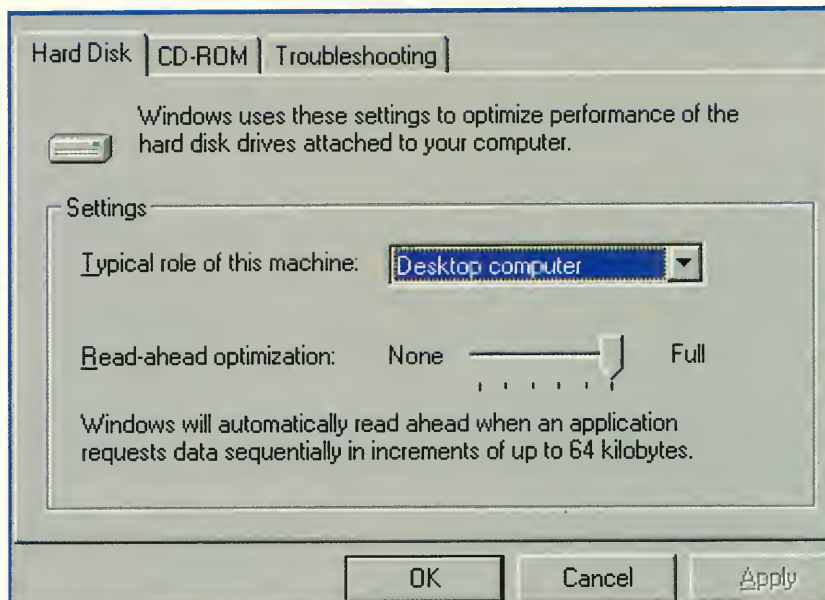 Hard Disk CD-ROM Troubleshooting
Windows uses these settings to optimize performance of the
hard disk drives attached to your computer.
Settings
Typical role of this machine: Desktop computer
Read-ahead optimization: None Full
Windows will automatically read ahead when an application
requests data sequentially in increments of up to 64 kilobytes.
OK Cancel Apply